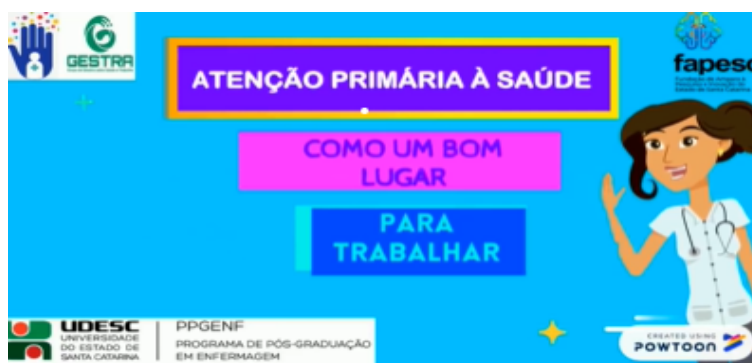 GESTRA
fapesc
ATENÇÃO PRIMÁRIA À SAÚDE
COMO UM BOM
LUGAR
PARA
TRABALHAR
UDESC
UNIVERSIDADE
DO ESTADO DE
SANTA CATARINA
PPGENF
PROGRAMA DE PÓS-GRADUAÇÃO
EM ENFERMAGEM
CREATED USING
POWTOON